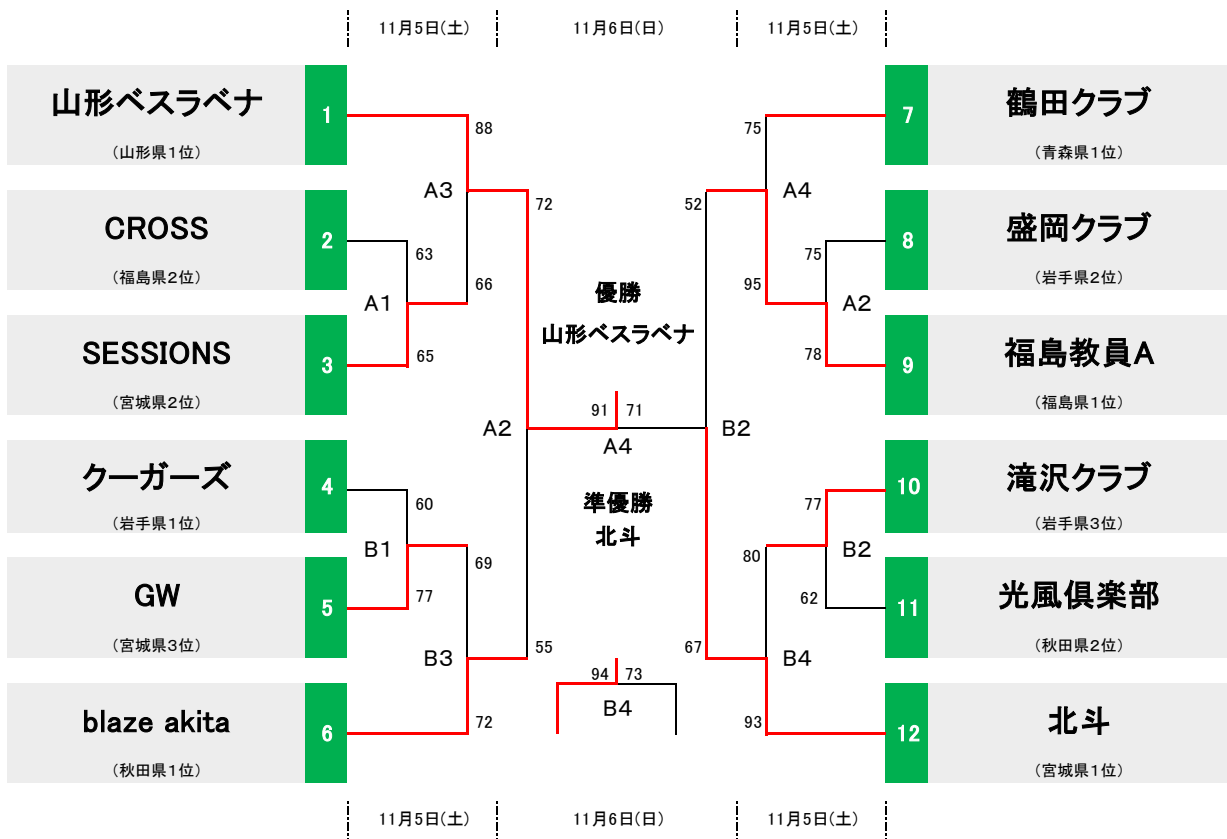 11月5日(土)
11月6日(日)
11月5日(土)
山形ベスラベナ
(山形県1位)
1
CROSS
(福島県2位)
2
SESSIONS
(宮城県2位)
3
クーガーズ
(岩手県1位)
4
GW
(宮城県3位)
5
blaze akita
(秋田県1位)
6
88
A3
63
66
A1
65
60
B1
69
77
B3
72
72
A2
55
優勝
山形ベスラベナ
91 71
A4
準優勝
北斗
94 73
B4
52
B2
67
75
A4
75
95
A2
78
77
80
B2
62
B4
93
7
鶴田クラブ
(青森県1位)
8
盛岡クラブ
(岩手県2位)
9
福島教員A
(福島県1位)
10
滝沢クラブ
(岩手県3位)
11
光風倶楽部
(秋田県2位)
12
北斗
(宮城県1位)
11月5日(土)
11月6日(日)
11月5日(土)